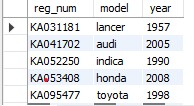 reg_num model year
KA031181 lancer 1957
KA041702 audi 2005
KA052250 indica 1990
KA053408 honda 2008
KA095477 toyota 1998